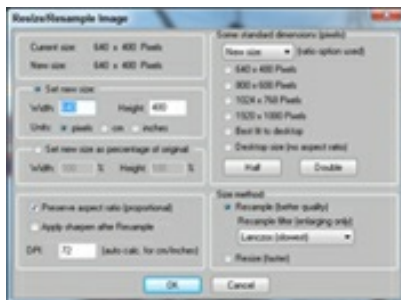 Resize/Resample Image
Current size: 640 x 400 Pixels
New size: 640 x 400 Pixels
Set new size:
Width: 640 Height: 400
Units: pixels cm inches
Set new size as percentage of original:
Width: 100 % Height: 100 %
Preserve aspect ratio (proportional)
Apply sharpen after Resample
DPI: 72 (auto calc. for cm/inches)
Some standard dimensions (pixels)
New size (ratio option used)
640 x 480 Pixels
800 x 600 Pixels
1024 x 768 Pixels
1920 x 1080 Pixels
Best fit to desktop
Desktop size (no aspect ratio)
Half Double
Size method:
Resample (better quality)
Resample filter (enlarging only)
Lanczos (slowest)
Resize (faster)
OK Cancel